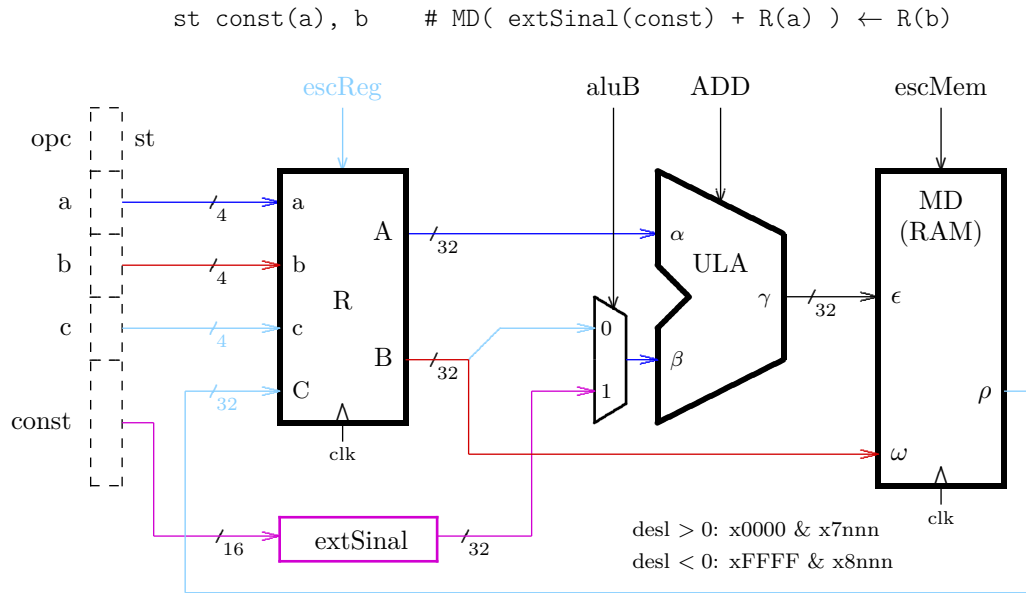 st const(a), b # MD( extSinal(const) + R(a) ) ← R(b)
escReg aluB ADD escMem
opc st
a 4 a
b 4 b
c 4 c
const 32 C
R
A 32
B 32
clk
16 extSinal 32
0
1
α
β
ULA
γ 32
MD
(RAM)
ϵ
ρ
ω
clk
desl > 0: x0000 & x7nnn
desl < 0: xFFFF & x8nnn